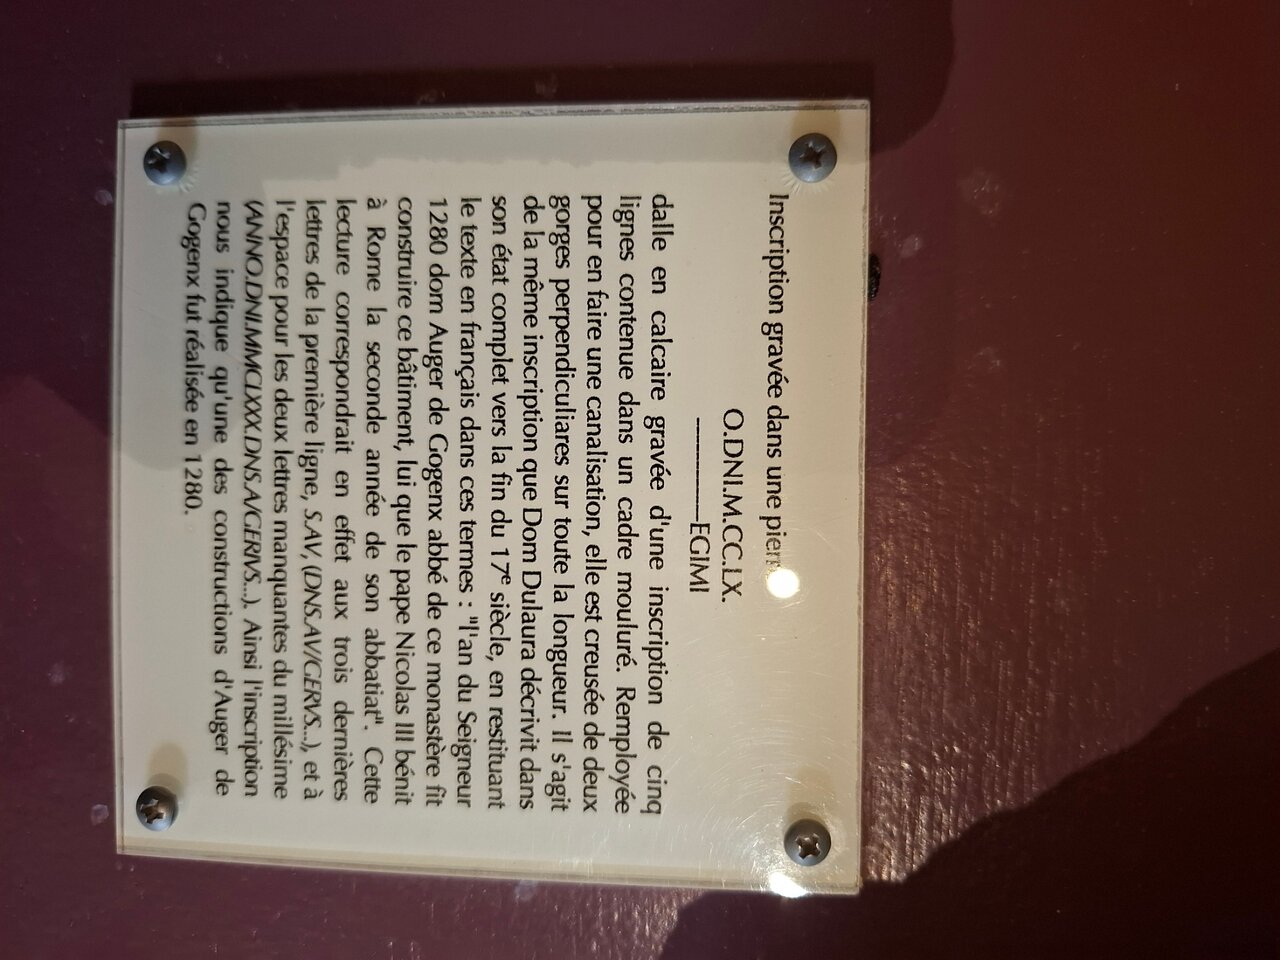 Inscription gravée dans une pierre
O.DNI.M.CC.LX.
________EGIMI
dalle en calcaire gravée d'une inscription de cinq
lignes contenue dans un cadre mouluré. Remployée
pour en faire une canalisation, elle est creusée de deux
gorges perpendiculiares sur toute la longueur. Il s'agit
de la même inscription que Dom Dulaura décrivit dans
son état complet vers la fin du 17e siècle, en restituant
le texte en français dans ces termes : "l'an du Seigneur
1280 dom Auger de Gogenx abbé de ce monastère fit
construire ce bâtiment, lui que le pape Nicolas III bénit
à Rome la seconde année de son abbatiat". Cette
lecture correspondrait en effet aux trois dernières
lettres de la première ligne, S.AV, (DNS.AV/GERVS...), et à
l'espace pour les deux lettres manquantes du millésime
(ANNO.DNI.MMCLXXX.DNS.A/GERVS...). Ainsi l'inscription
nous indique qu'une des constructions d'Auger de
Gogenx fut réalisée en 1280.